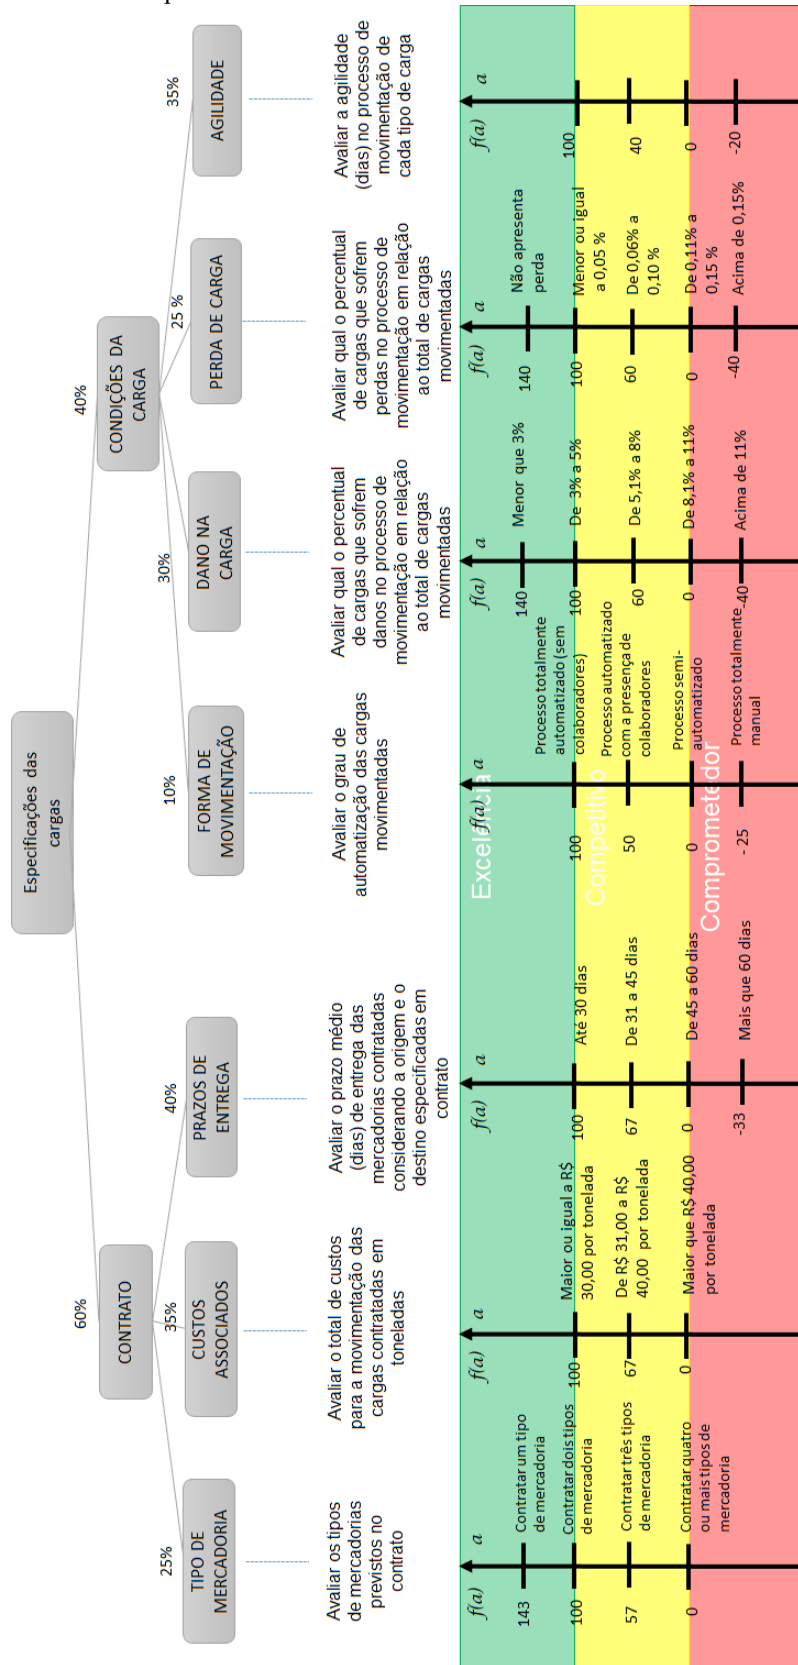 Especificações das
cargas
60%
40%
CONTRATO
CONDIÇÕES DA
CARGA
25%
35%
40%
10%
30%
25 %
35%
TIPO DE
MERCADORIA
CUSTOS
ASSOCIADOS
PRAZOS DE
ENTREGA
FORMA DE
MOVIMENTAÇÃO
DANO NA
CARGA
PERDA DE CARGA
AGILIDADE
Avaliar os tipos
de mercadorias
previstos no
contrato
Avaliar o total de custos
para a movimentação das
cargas contratadas em
toneladas
Avaliar o prazo médio
(dias) de entrega das
mercadorias contratadas
considerando a origem e o
destino especificadas em
contrato
Avaliar o grau de
automatização das cargas
movimentadas
Avaliar qual o percentual
de cargas que sofrem
danos no processo de
movimentação em relação
ao total de cargas
movimentadas
Avaliar qual o percentual
de cargas que sofrem
perdas no processo de
movimentação em relação
ao total de cargas
movimentadas
Avaliar a agilidade
(dias) no processo de
movimentação de
cada tipo de carga
Excelência
Competitivo
Comprometedor
f(a) a
143 Contratar um tipo
de mercadoria
100 Contratar dois tipos
de mercadoria
57 Contratar três tipos
de mercadoria
0 Contratar quatro
ou mais tipos de
mercadoria
f(a) a
100 Maior ou igual a R$
30,00 por tonelada
67 De R$ 31,00 a R$
40,00 por tonelada
0 Maior que R$ 40,00
por tonelada
f(a) a
100 Até 30 dias
67 De 31 a 45 dias
0 De 45 a 60 dias
-33 Mais que 60 dias
f(a) a
100 Processo totalmente
automatizado (sem
colaboradores)
50 Processo automatizado
com a presença de
colaboradores
0 Processo semi-
automatizado
- 25 Processo totalmente
manual
f(a) a
140 Menor que 3%
100 De 3% a 5%
60 De 5,1% a 8%
0 De 8,1% a 11%
-40 Acima de 11%
f(a) a
140 Não apresenta
perda
100 Menor ou igual
a 0,05 %
60 De 0,06% a
0,10 %
0 De 0,11% a
0,15 %
-40 Acima de 0,15%
f(a) a
100
40
0
-20